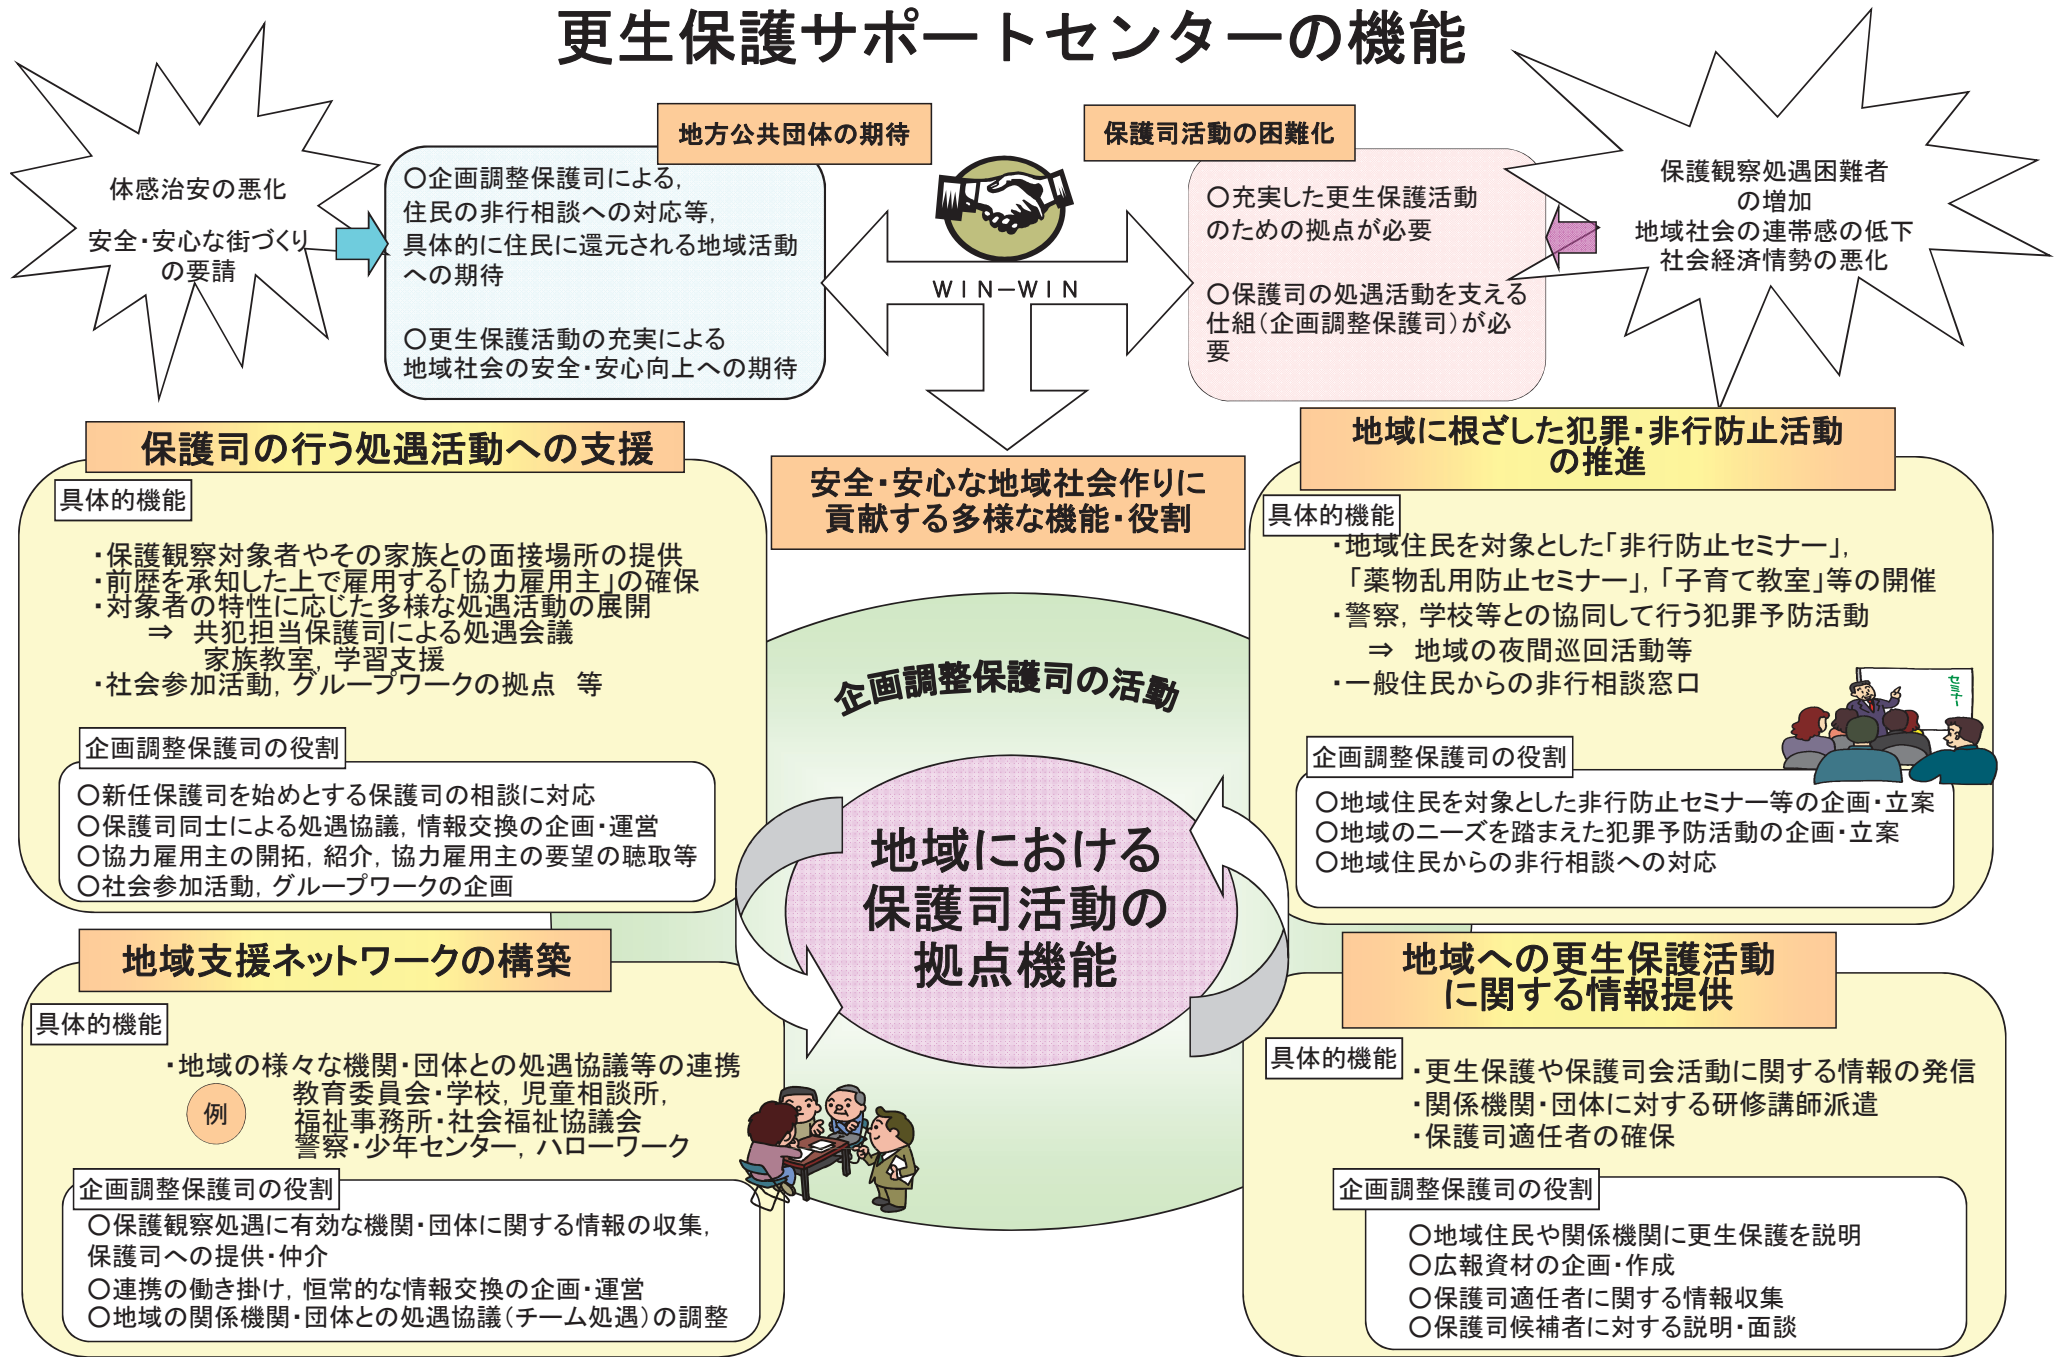 更生保護サポートセンターの機能
体感治安の悪化
安全・安心な街づくり
の要請
地方公共団体の期待
○企画調整保護司による,
住民の非行相談への対応等,
具体的に住民に還元される地域活動
への期待
○更生保護活動の充実による
地域社会の安全・安心向上への期待
WIN-WIN
保護司活動の困難化
○充実した更生保護活動
のための拠点が必要
○保護司の処遇活動を支える
仕組(企画調整保護司)が必
要
保護観察処遇困難者
の増加
地域社会の連帯感の低下
社会経済情勢の悪化
安全・安心な地域社会作りに
貢献する多様な機能・役割
保護司の行う処遇活動への支援
具体的機能
・保護観察対象者やその家族との面接場所の提供
・前歴を承知した上で雇用する「協力雇用主」の確保
・対象者の特性に応じた多様な処遇活動の展開
⇒ 共犯担当保護司による処遇会議
家族教室, 学習支援
・社会参加活動, グループワークの拠点 等
企画調整保護司の役割
○新任保護司を始めとする保護司の相談に対応
○保護司同士による処遇協議, 情報交換の企画・運営
○協力雇用主の開拓, 紹介, 協力雇用主の要望の聴取等
○社会参加活動, グループワークの企画
地域に根ざした犯罪・非行防止活動
の推進
具体的機能
・地域住民を対象とした「非行防止セミナー」,
「薬物乱用防止セミナー」, 「子育て教室」等の開催
・警察, 学校等との協同して行う犯罪予防活動
⇒ 地域の夜間巡回活動等
・一般住民からの非行相談窓口
セミナー
企画調整保護司の役割
○地域住民を対象とした非行防止セミナー等の企画・立案
○地域のニーズを踏まえた犯罪予防活動の企画・立案
○地域住民からの非行相談への対応
企画調整保護司の活動
地域における
保護司活動の
拠点機能
地域支援ネットワークの構築
具体的機能
・地域の様々な機関・団体との処遇協議等の連携
例
教育委員会・学校, 児童相談所,
福祉事務所・社会福祉協議会
警察・少年センター, ハローワーク
企画調整保護司の役割
○保護観察処遇に有効な機関・団体に関する情報の収集,
保護司への提供・仲介
○連携の働き掛け, 恒常的な情報交換の企画・運営
○地域の関係機関・団体との処遇協議(チーム処遇)の調整
地域への更生保護活動
に関する情報提供
具体的機能
・更生保護や保護司会活動に関する情報の発信
・関係機関・団体に対する研修講師派遣
・保護司適任者の確保
企画調整保護司の役割
○地域住民や関係機関に更生保護を説明
○広報資材の企画・作成
○保護司適任者に関する情報収集
○保護司候補者に対する説明・面談